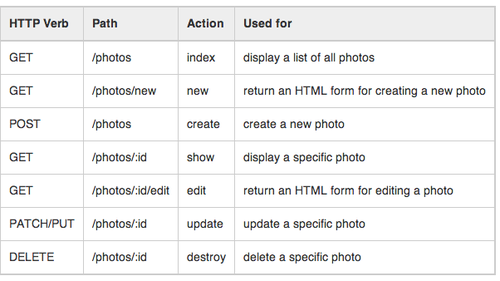 HTTP Verb Path Action Used for
GET /photos index display a list of all photos
GET /photos/new new return an HTML form for creating a new photo
POST /photos create create a new photo
GET /photos/:id show display a specific photo
GET /photos/:id/edit edit return an HTML form for editing a photo
PATCH/PUT /photos/:id update update a specific photo
DELETE /photos/:id destroy delete a specific photo